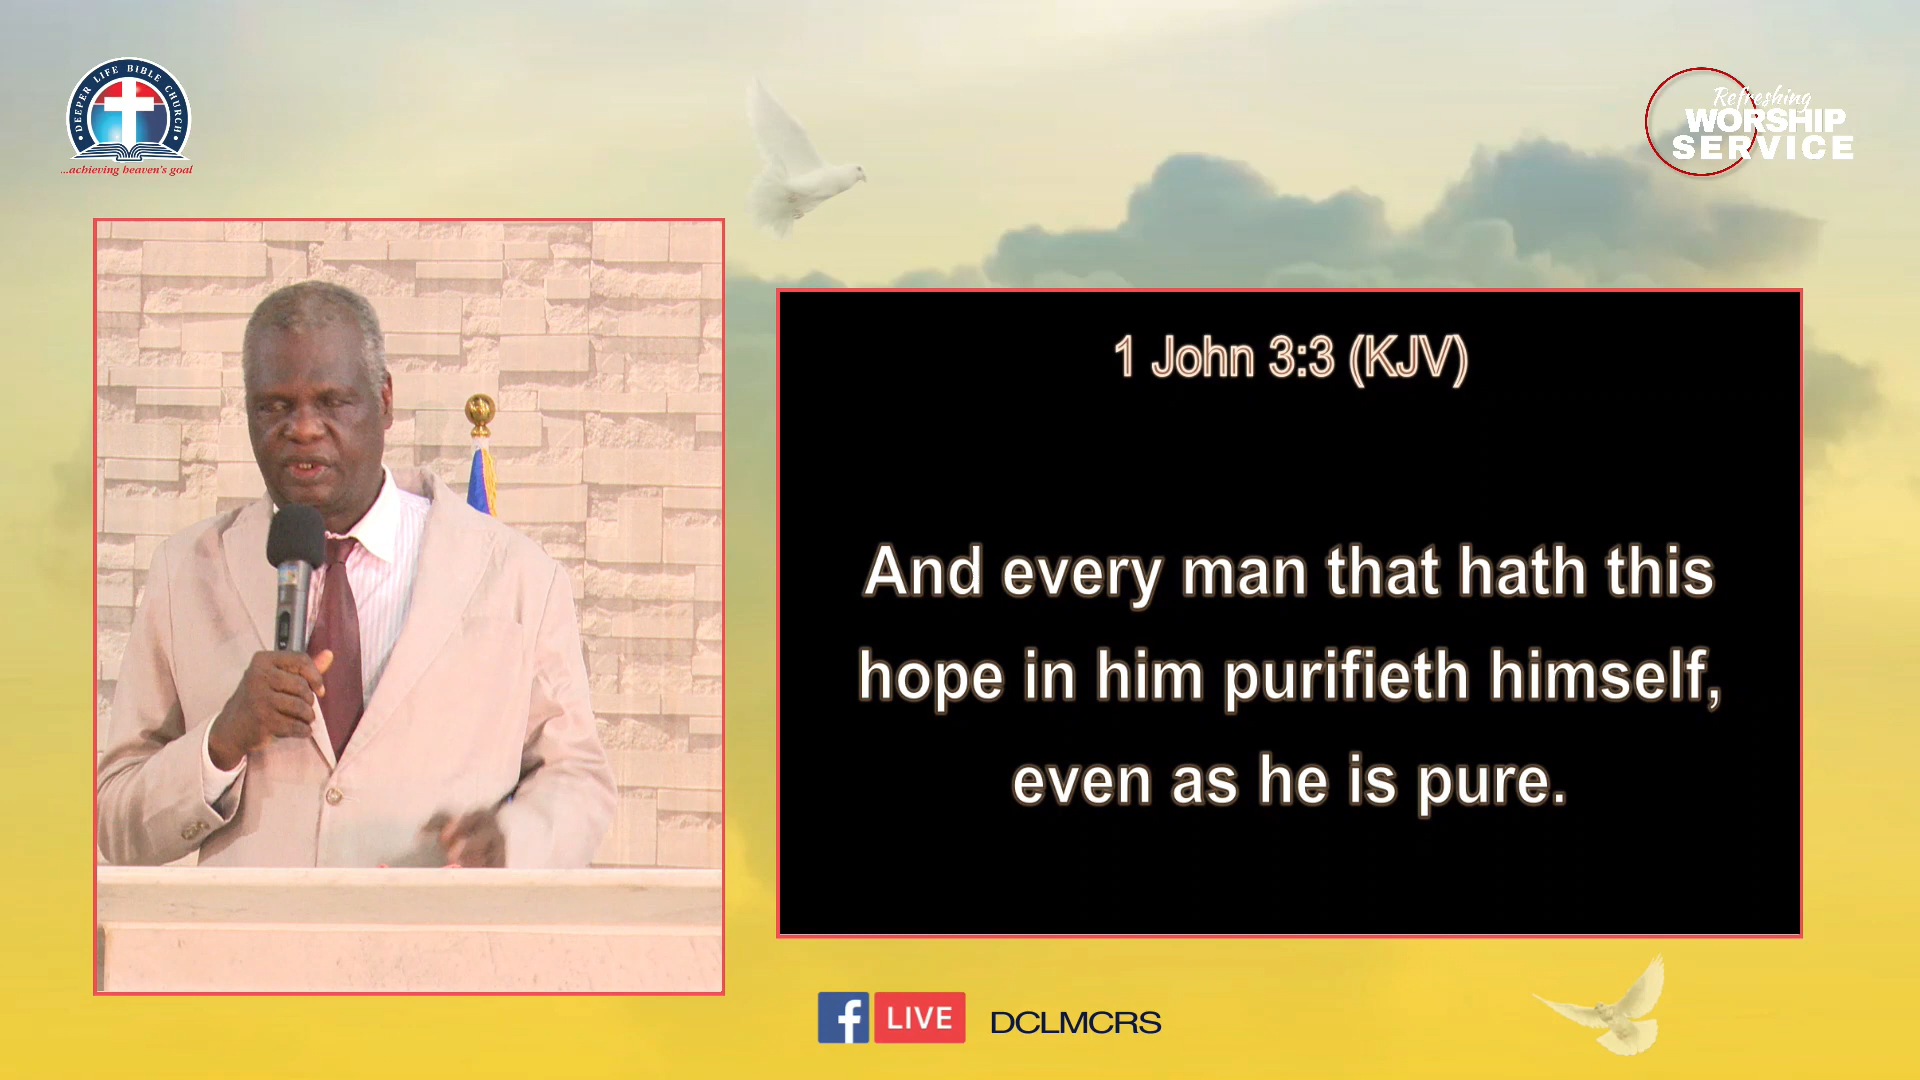 DEEPER LIFE BIBLE CHURCH
...achieving heaven's goal
Refreshing
WORSHIP
SERVICE
1 John 3:3 (KJV)
And every man that hath this
hope in him purifieth himself,
even as he is pure.
f LIVE DCLMCRS